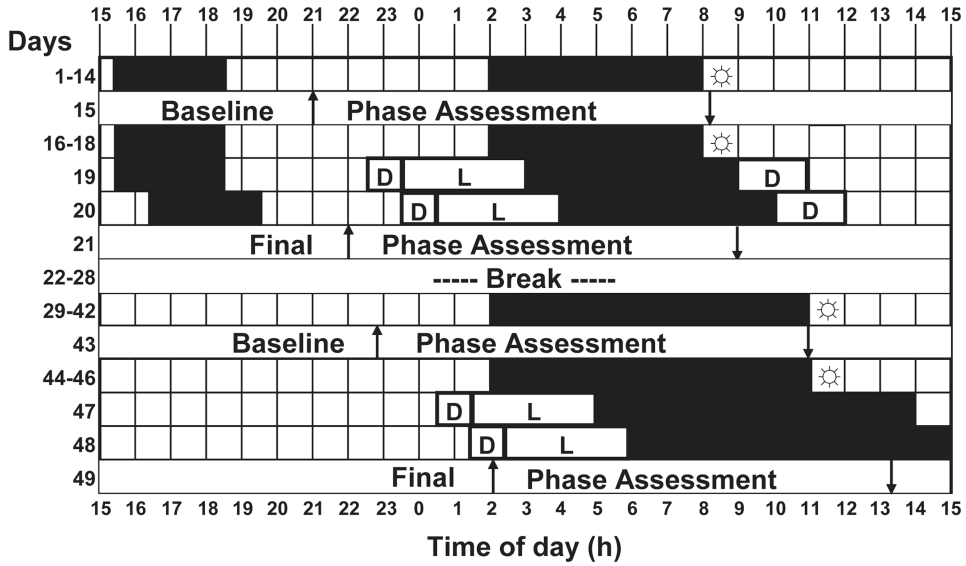 15 16 17 18 19 20 21 22 23 0 1 2 3 4 5 6 7 8 9 10 11 12 13 14 15
Days
1-14
15 Baseline Phase Assessment
16-18
19 D L D
20 D L D
21 Final Phase Assessment
22-28 ----- Break -----
29-42
43 Baseline Phase Assessment
44-46
47 D L
48 D L
49 Final Phase Assessment
15 16 17 18 19 20 21 22 23 0 1 2 3 4 5 6 7 8 9 10 11 12 13 14 15
Time of day (h)